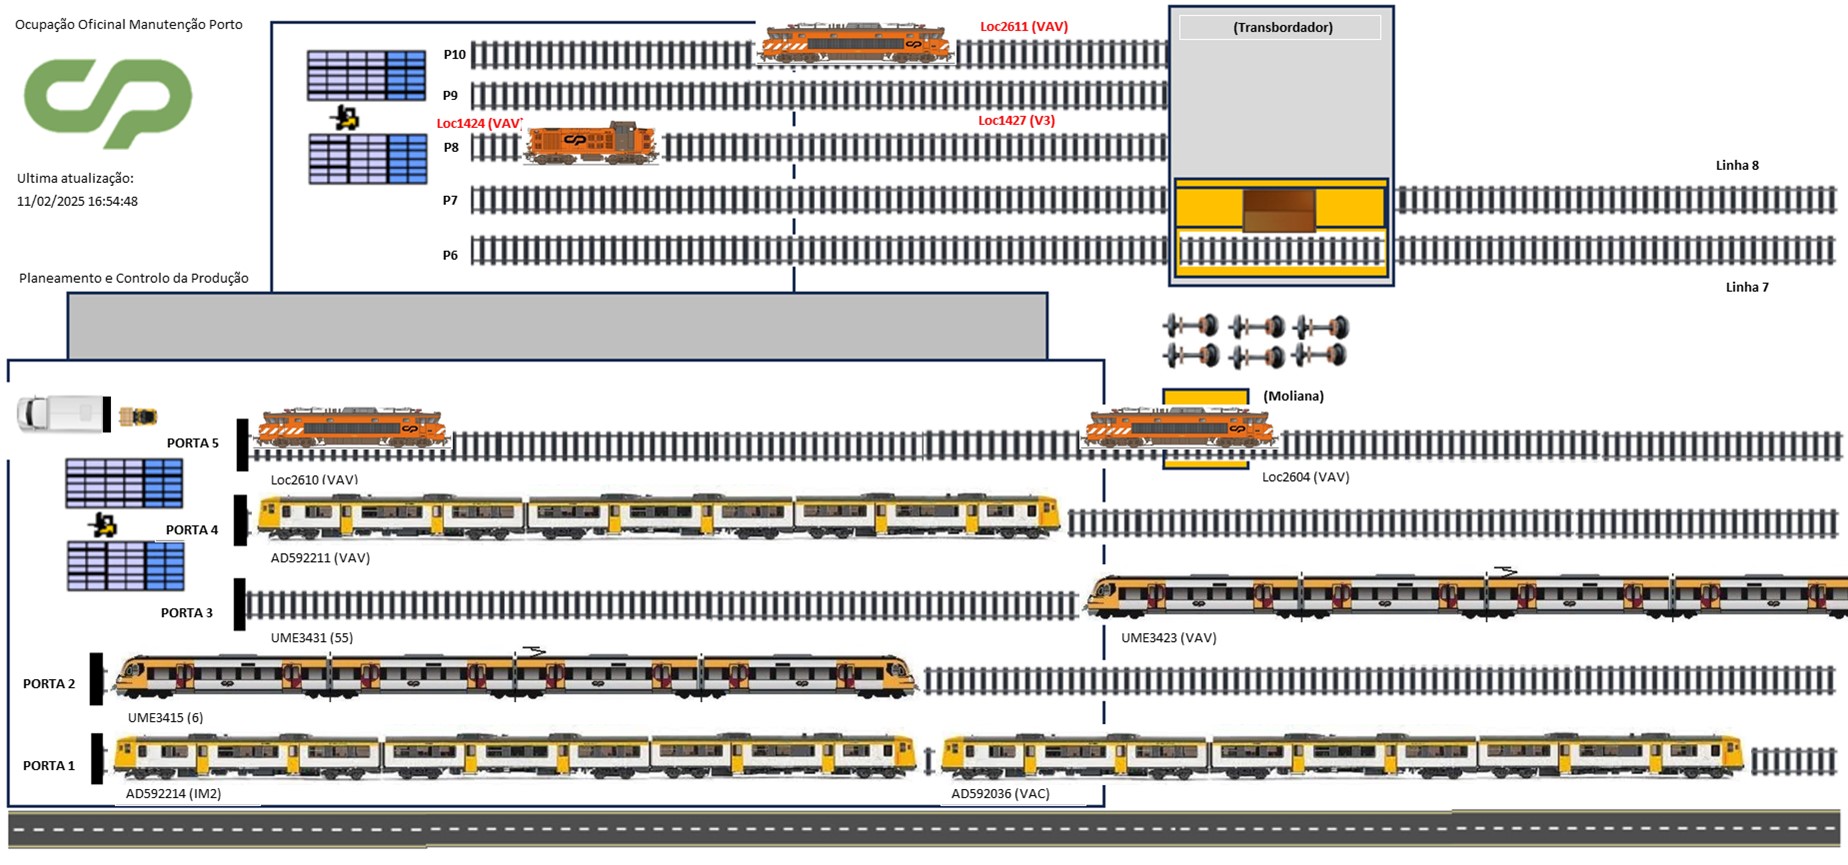 Ocupação Oficinal Manutenção Porto
Loc2611 (VAV)
(Transbordador)
P10
P9
Loc1424 (VAV)
Loc1427 (V3)
P8
Ultima atualização:
11/02/2025 16:54:48
Linha 8
P7
P6
Planeamento e Controlo da Produção
Linha 7
(Moliana)
PORTA 5
Loc2610 (VAV)
Loc2604 (VAV)
PORTA 4
AD592211 (VAV)
PORTA 3
UME3431 (55)
UME3423 (VAV)
PORTA 2
UME3415 (6)
PORTA 1
AD592214 (IM2)
AD592036 (VAC)